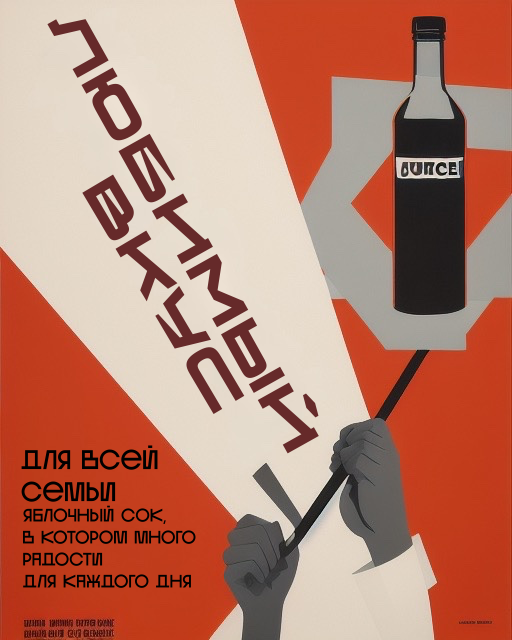 ЛЮБИМЫЙ
ВКУС
ДЛЯ ВСЕЙ
СЕМЬИ
ЯБЛОЧНЫЙ СОК,
В КОТОРОМ МНОГО
РАДОСТИ
ДЛЯ КАЖДОГО ДНЯ